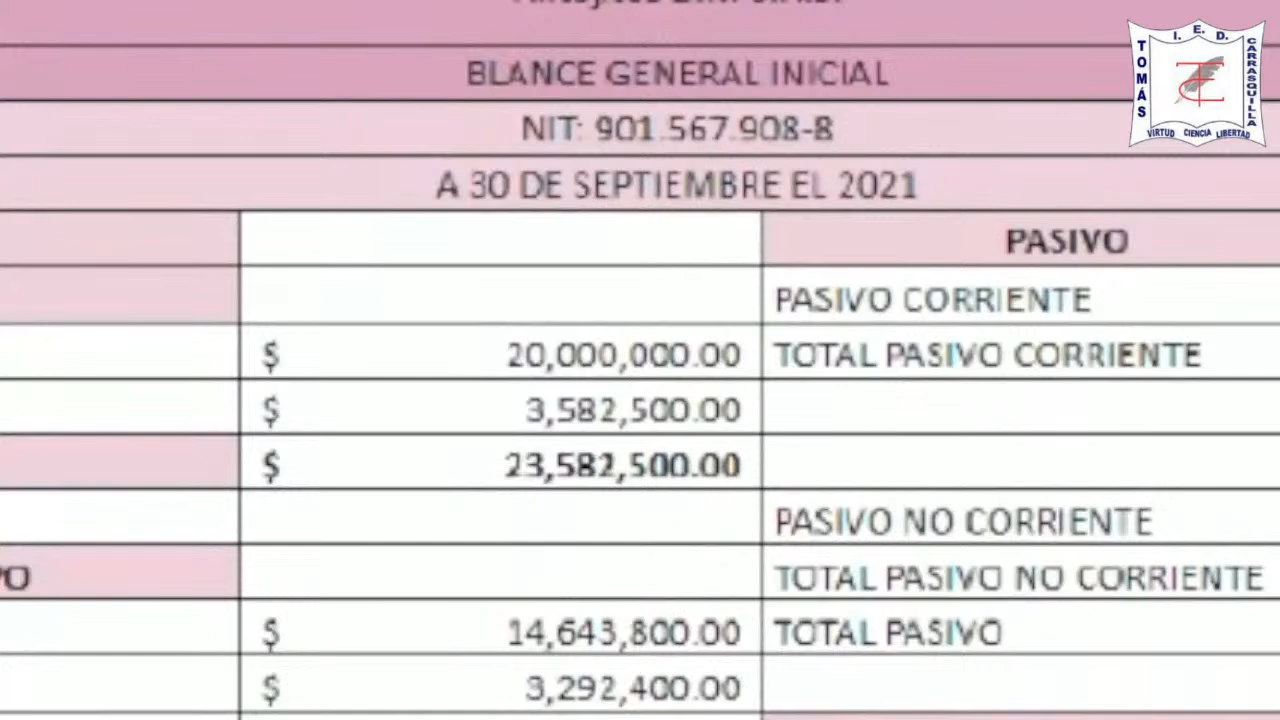 BLANCE GENERAL INICIAL
NIT: 901.567.908-8
A 30 DE SEPTIEMBRE EL 2021
PASIVO
PASIVO CORRIENTE
$ 20,000,000.00 TOTAL PASIVO CORRIENTE
$ 3,582,500.00
$ 23,582,500.00
PASIVO NO CORRIENTE
VO TOTAL PASIVO NO CORRIENTE
$ 14,643,800.00 TOTAL PASIVO
$ 3,292,400.00
I. E. D.
TOMÁS
CARRASQUILLA
TC
VIRTUD CIENCIA LIBERTAD